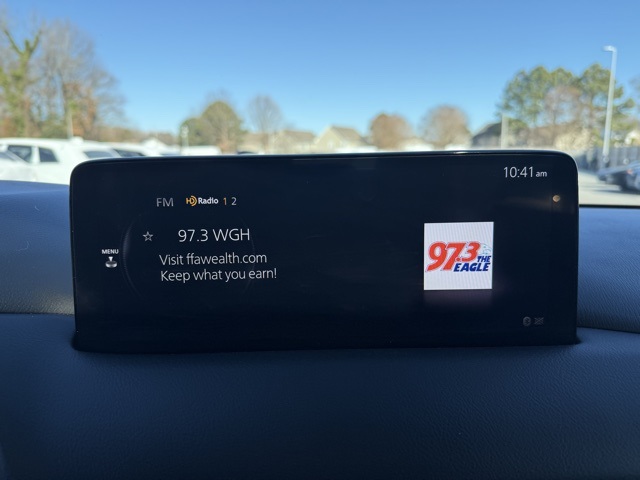 10:41 am
FM HD Radio 1 2
97.3 WGH
MENU
Visit ffawealth.com
Keep what you earn!
97.3 THE
EAGLE